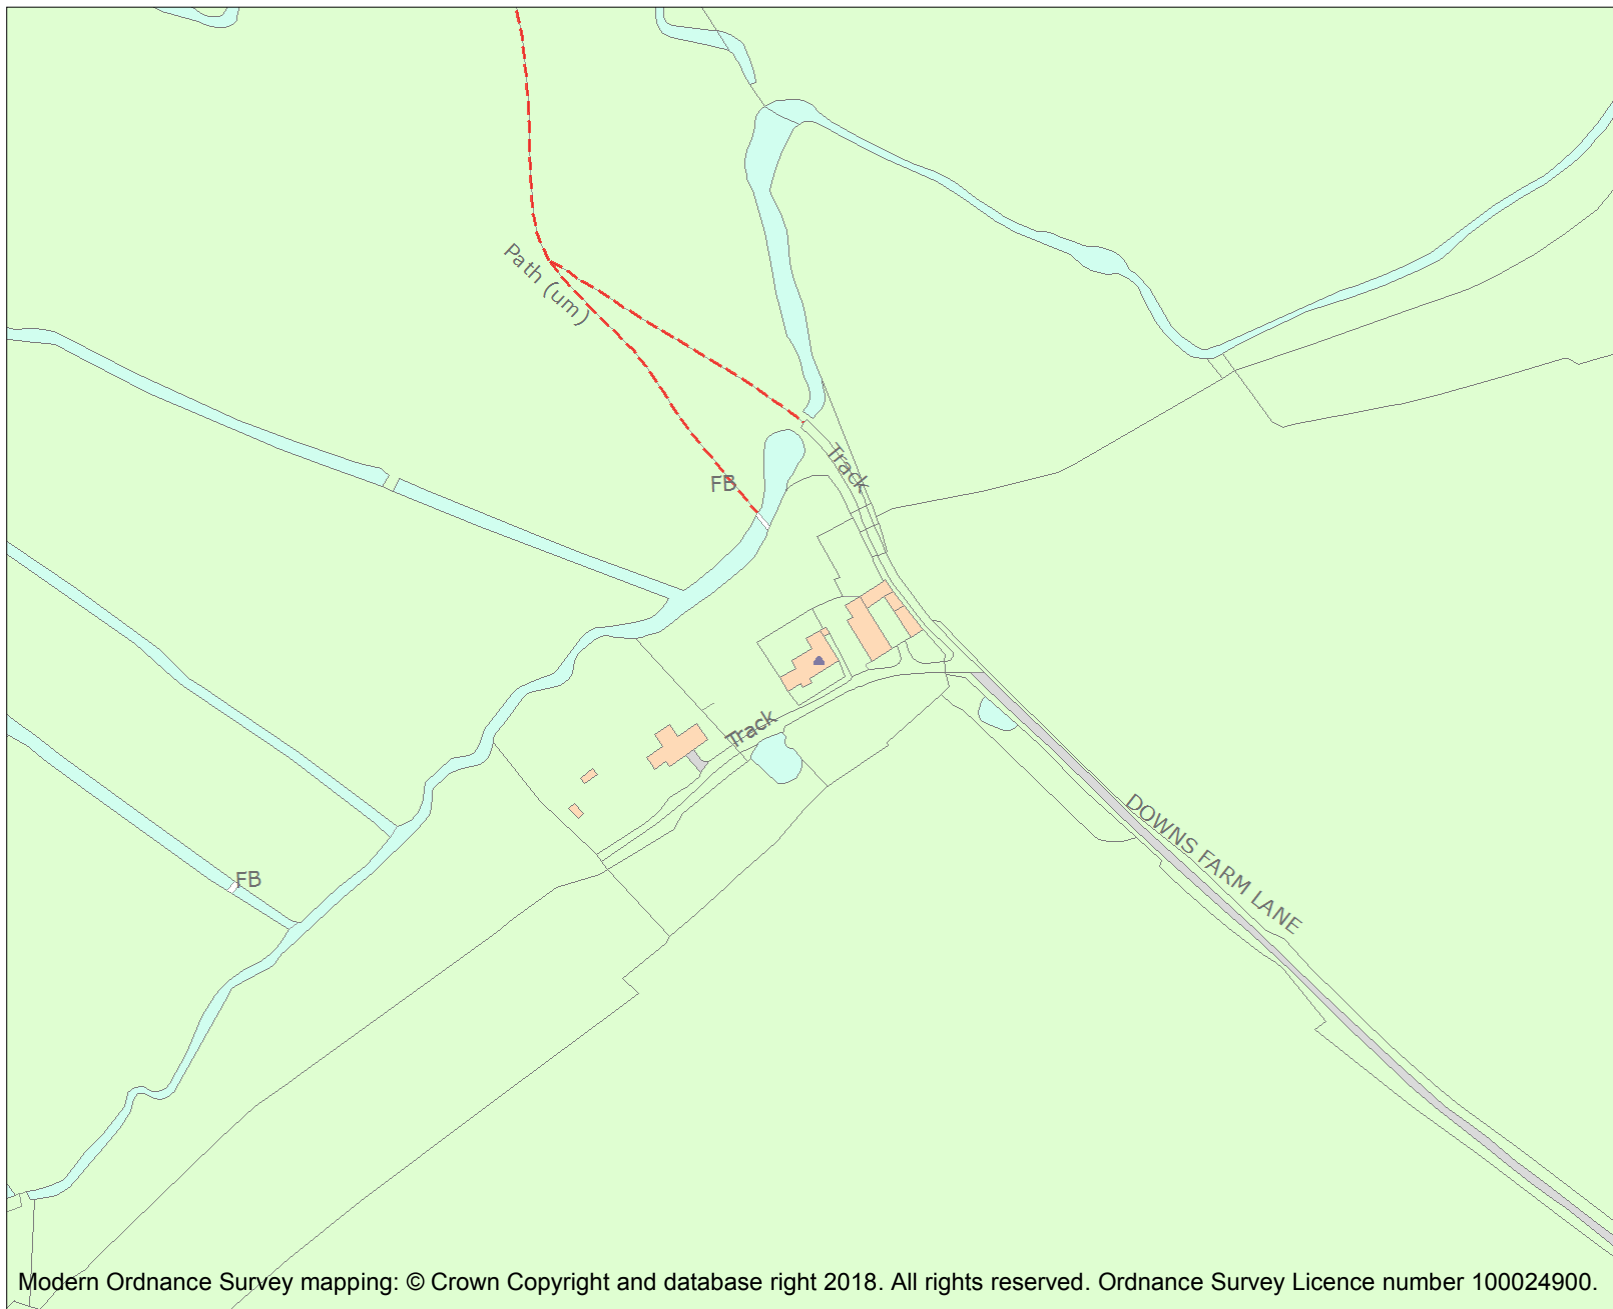 Path (um)
Track
FB
Track
DOWNS FARM LANE
FB
Modern Ordnance Survey mapping: © Crown Copyright and database right 2018. All rights reserved. Ordnance Survey Licence number 100024900.